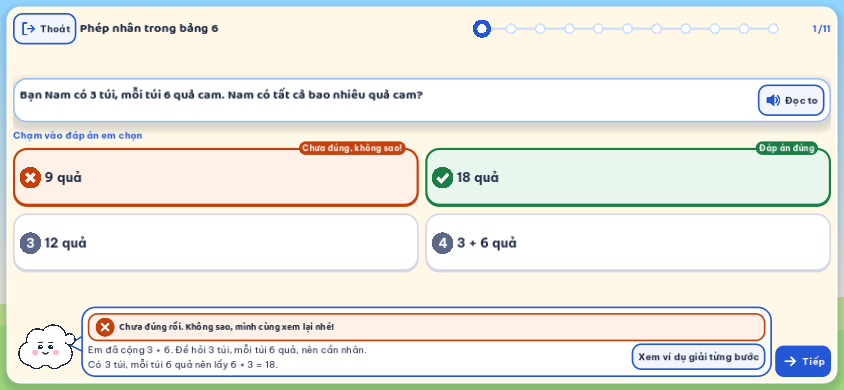 Thoát
Phép nhân trong bảng 6
1/11
Bạn Nam có 3 túi, mỗi túi 6 quả cam. Nam có tất cả bao nhiêu quả cam?
Đọc to
Chạm vào đáp án em chọn
Chưa đúng, không sao!
9 quả
Đáp án đúng
18 quả
3 12 quả
4 3 + 6 quả
Chưa đúng rồi. Không sao, mình cùng xem lại nhé!
Em đã cộng 3 + 6. Đề hỏi 3 túi, mỗi túi 6 quả, nên cần nhân.
Có 3 túi, mỗi túi 6 quả nên lấy 6 × 3 = 18.
Xem ví dụ giải từng bước
Tiếp